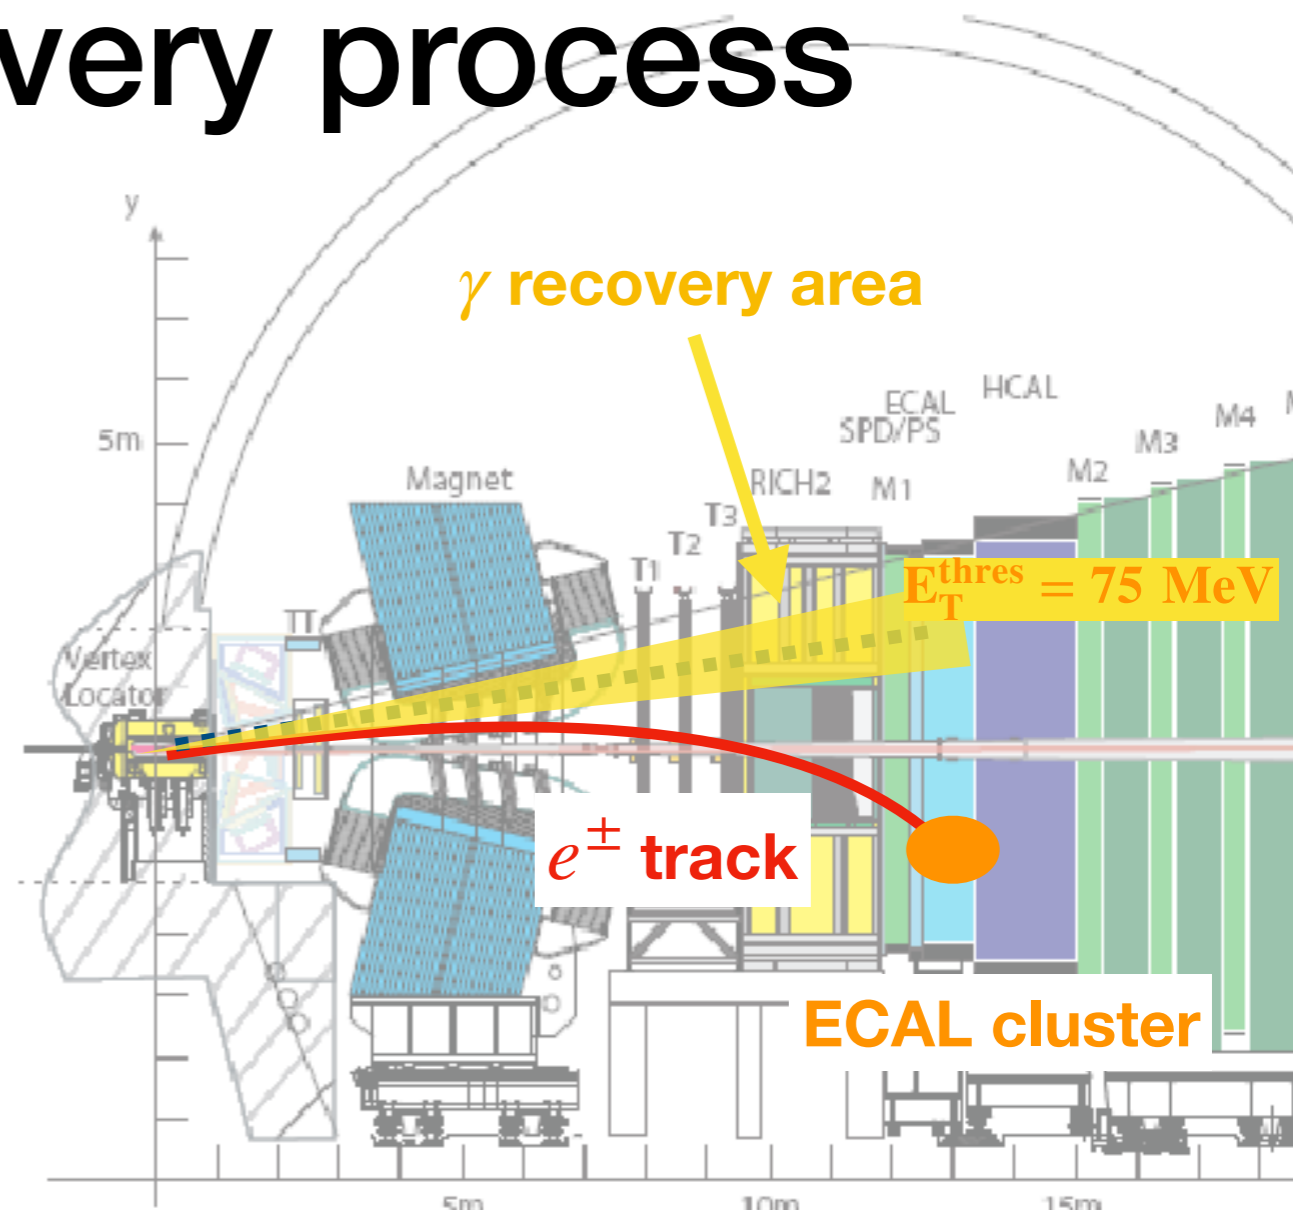 very process
y
γ recovery area
HCAL
ECAL
SPD/PS
M4
M3
5m
Magnet
RICH2
M1
M2
T3
T2
T1
E_T^thres = 75 MeV
TT
Vertex
Locator
e± track
ECAL cluster
5m
10m
15m